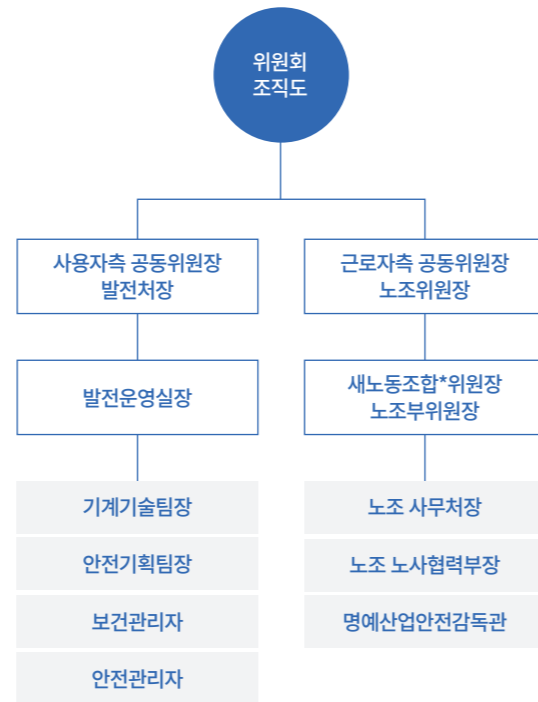 위원회
조직도
사용자측 공동위원장
발전처장
근로자측 공동위원장
노조위원장
발전운영실장
새노동조합*위원장
노조부위원장
기계기술팀장
안전기획팀장
보건관리자
안전관리자
노조 사무처장
노조 노사협력부장
명예산업안전감독관